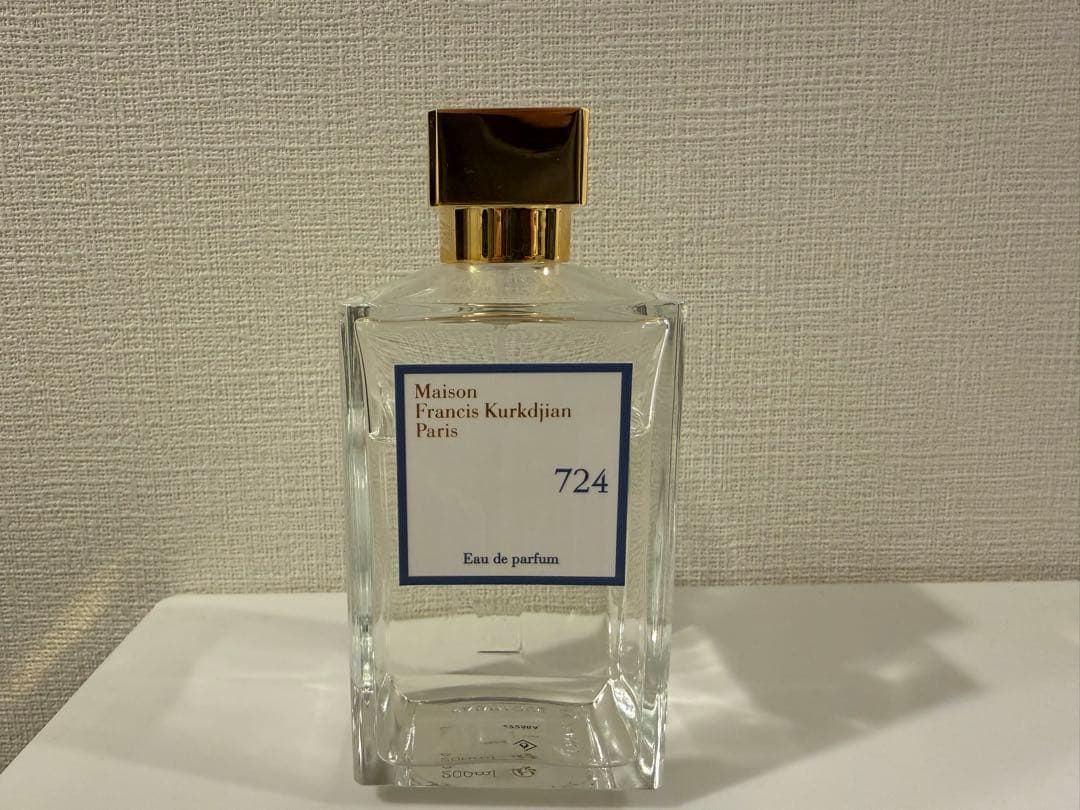 Maison
Francis Kurkdjian
Paris
724
Eau de parfum
200ml